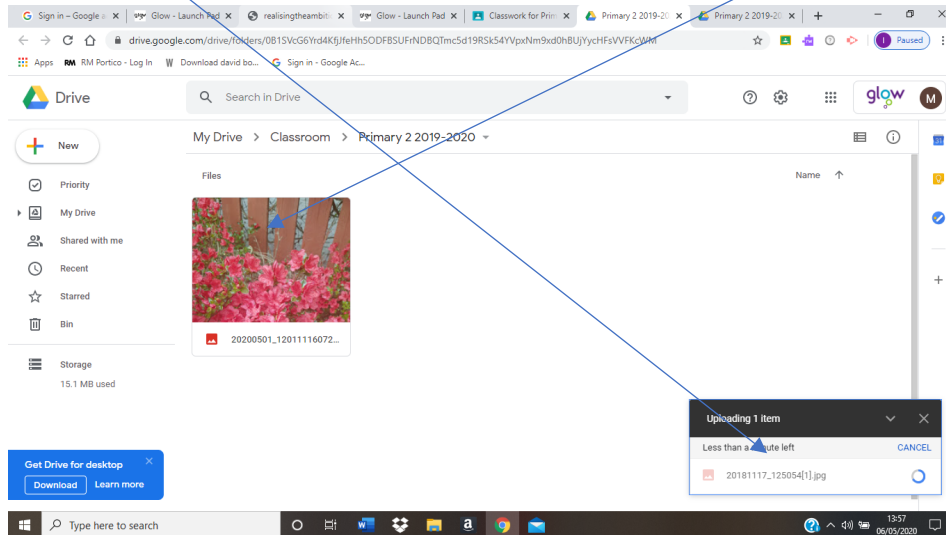 Sign in – Google a
Glow - Launch Pad
realisingtheambiti
Glow - Launch Pad
Classwork for Prim
Primary 2 2019-20
Primary 2 2019-20
drive.google.com/drive/folders/
Paused
Apps
RM RM Portico - Log In
W Download david bo...
G Sign in - Google Ac...
Drive
Search in Drive
glow
M
New
My Drive > Classroom > Primary 2 2019-2020
Files
Name
Priority
My Drive
Shared with me
Recent
Starred
Bin
20200501_12011116072...
Storage
15.1 MB used
Uploading 1 item
Less than a minute left
CANCEL
20181117_125054[1].jpg
Get Drive for desktop
Download
Learn more
Type here to search
13:57
06/05/2020